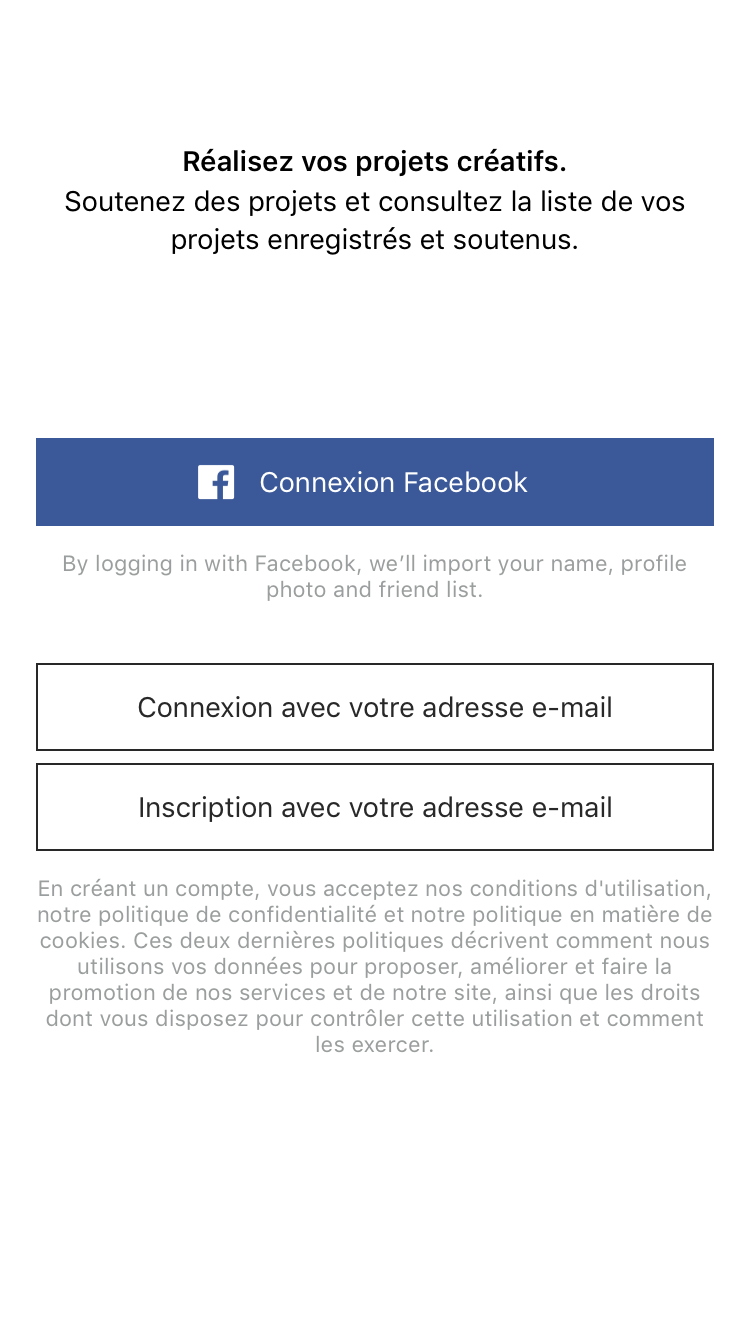 Réalisez vos projets créatifs.
Soutenez des projets et consultez la liste de vos
projets enregistrés et soutenus.
Connexion Facebook
By logging in with Facebook, we’ll import your name, profile
photo and friend list.
Connexion avec votre adresse e-mail
Inscription avec votre adresse e-mail
En créant un compte, vous acceptez nos conditions d'utilisation,
notre politique de confidentialité et notre politique en matière de
cookies. Ces deux dernières politiques décrivent comment nous
utilisons vos données pour proposer, améliorer et faire la
promotion de nos services et de notre site, ainsi que les droits
dont vous disposez pour contrôler cette utilisation et comment
les exercer.